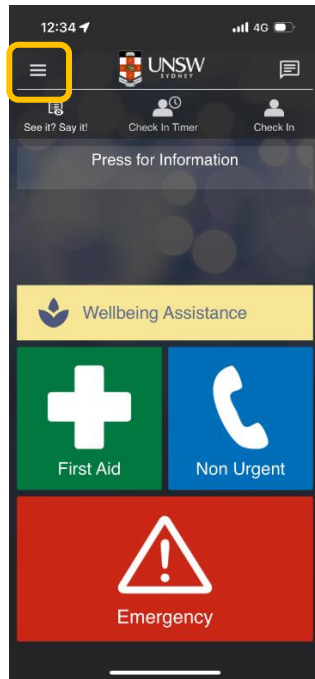 12:34
4G
UNSW
SYDNEY
See it? Say it!
Check In Timer
Check In
Press for Information
Wellbeing Assistance
First Aid
Non Urgent
Emergency